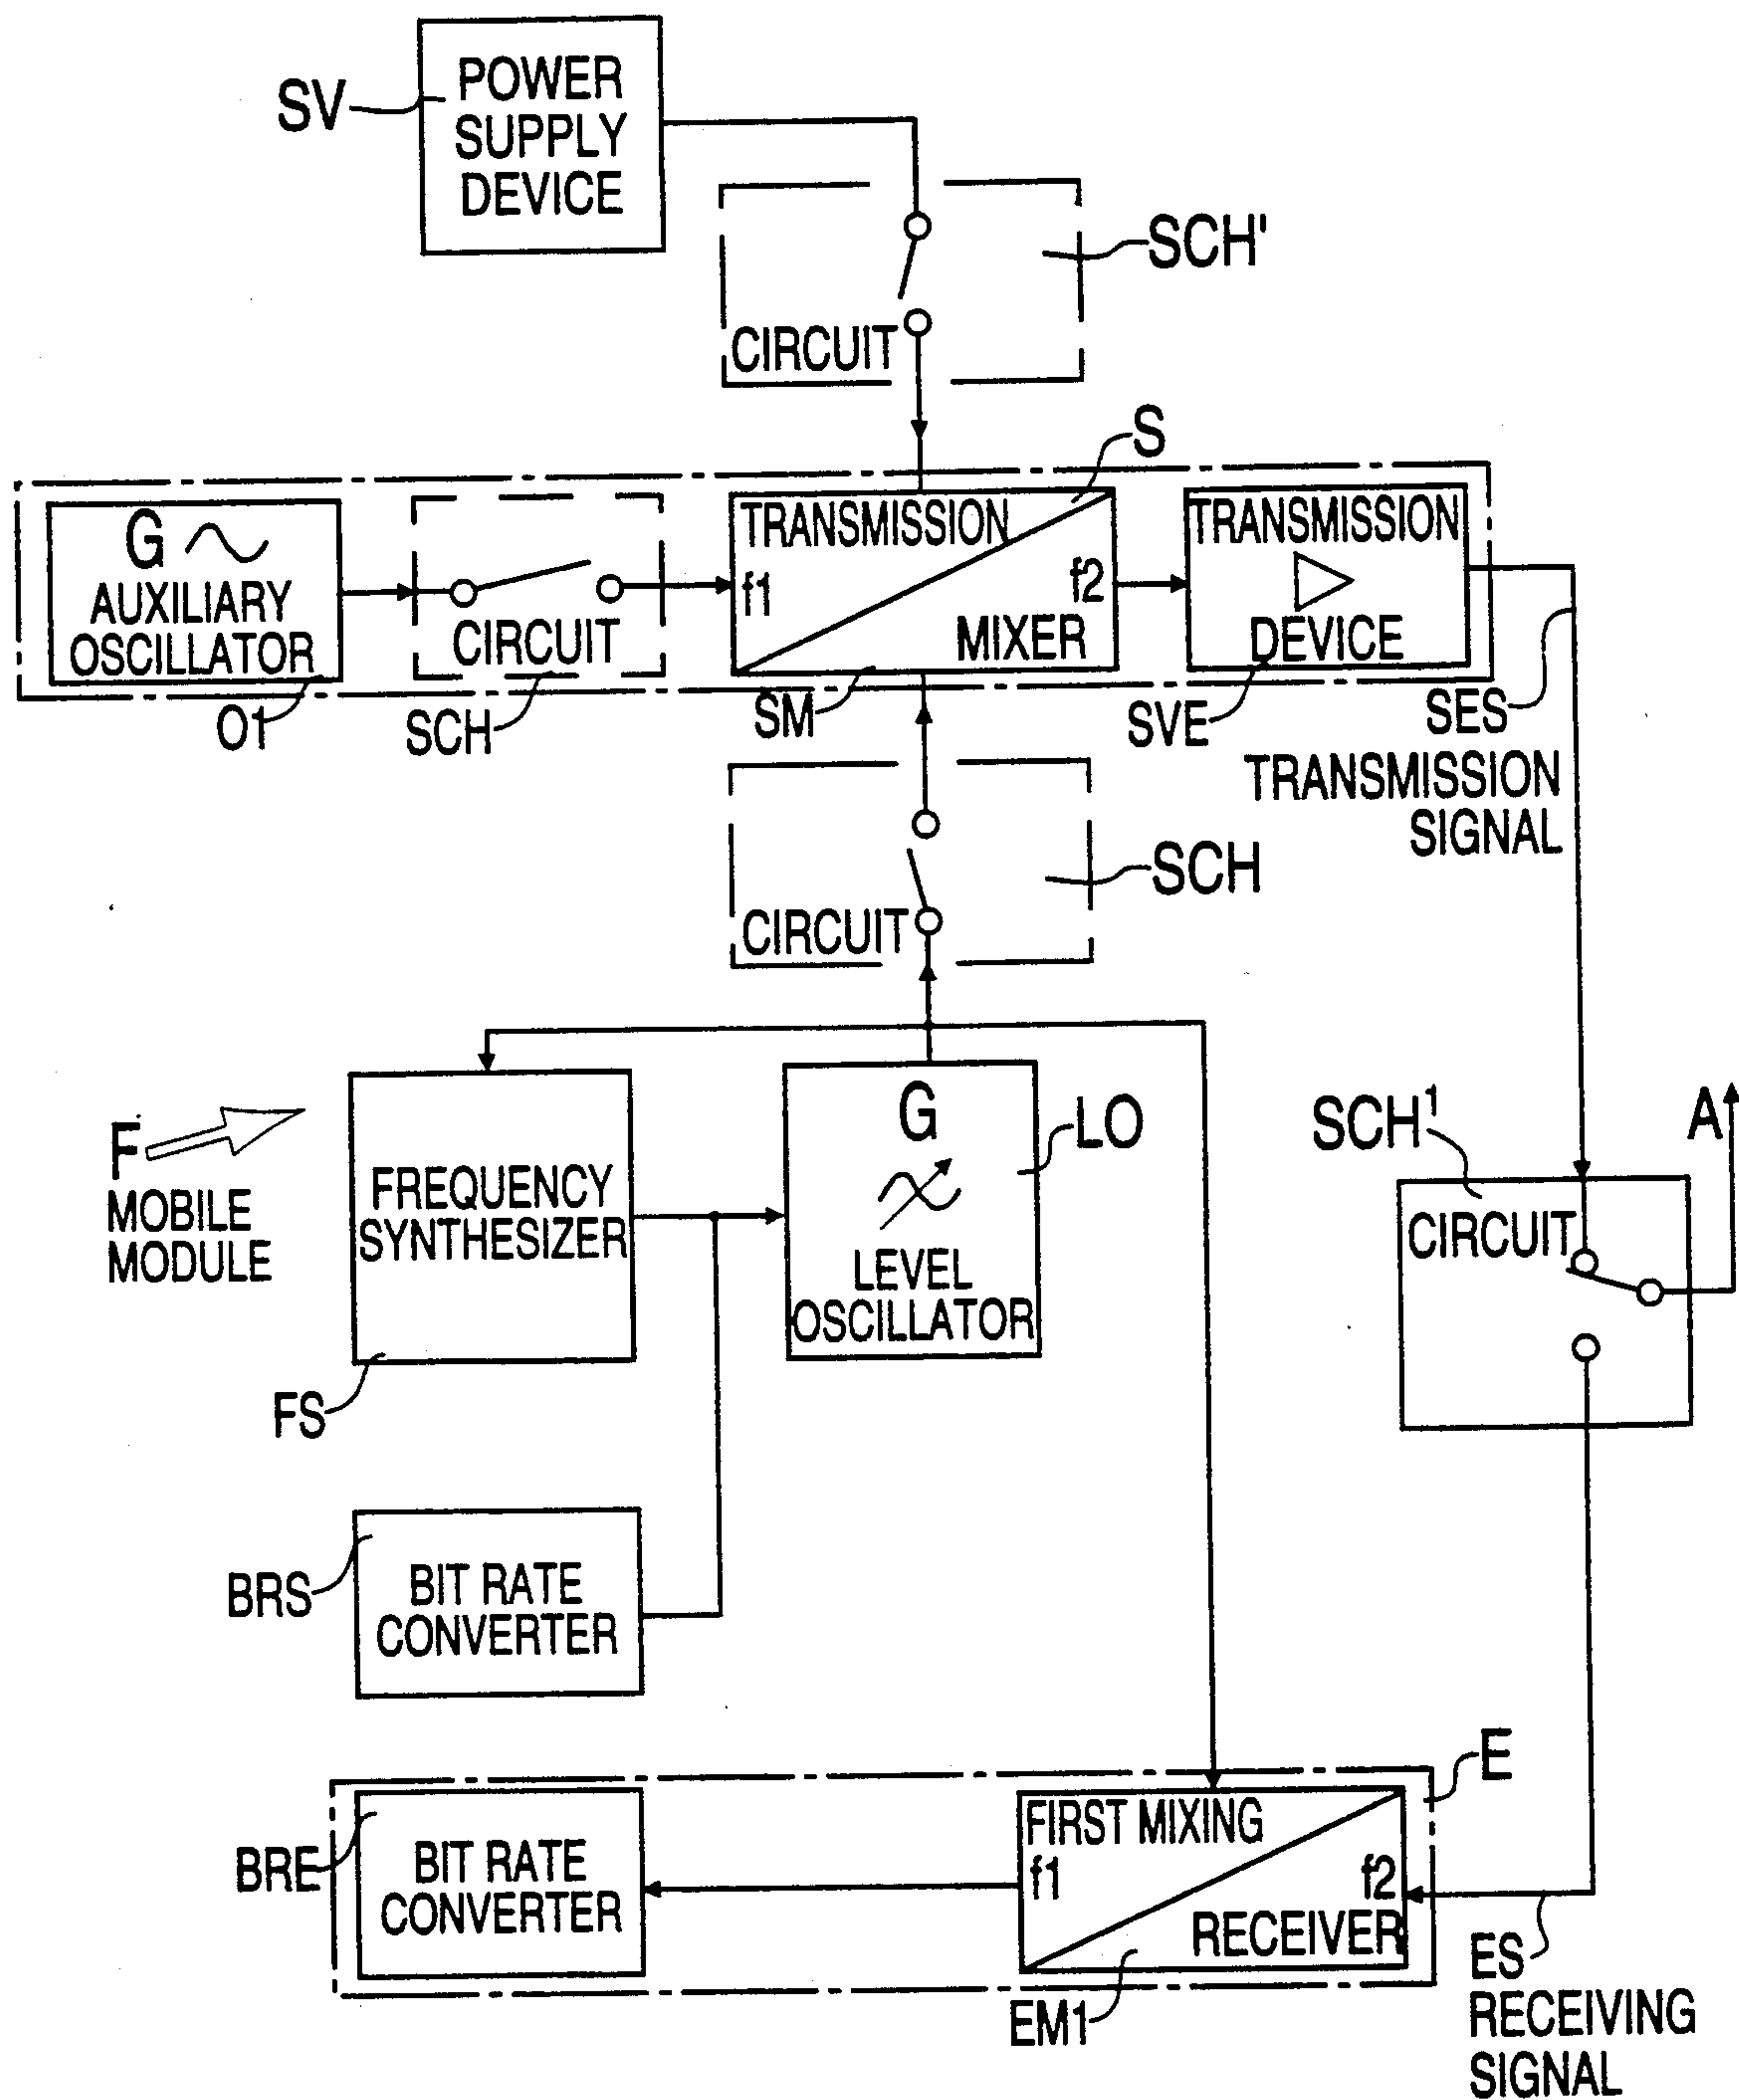 SV
POWER
SUPPLY
DEVICE
SCH'
CIRCUIT
S
G
AUXILIARY
OSCILLATOR
CIRCUIT
TRANSMISSION
f1
f2
MIXER
TRANSMISSION
DEVICE
O1
SCH
SM
SVE
SES
TRANSMISSION
SIGNAL
CIRCUIT
SCH
F
MOBILE
MODULE
FREQUENCY
SYNTHESIZER
FS
G
LEVEL
OSCILLATOR
LO
SCH1
A
CIRCUIT
BRS
BIT RATE
CONVERTER
E
BRE
BIT RATE
CONVERTER
FIRST MIXING
f1
f2
RECEIVER
EM1
ES
RECEIVING
SIGNAL